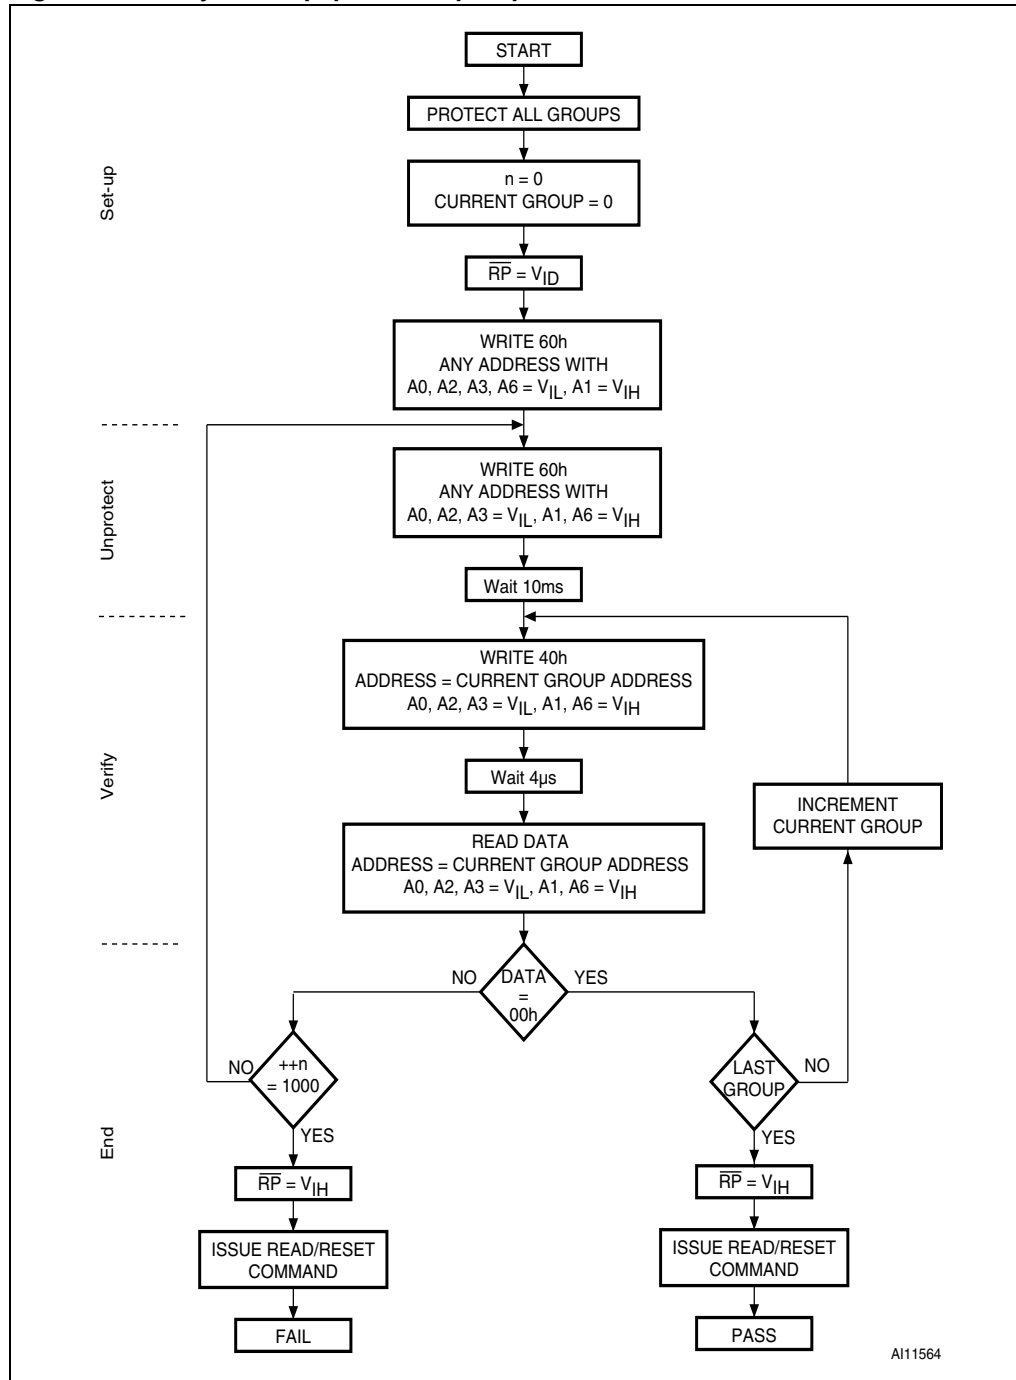 START
PROTECT ALL GROUPS
Set-up
n = 0
CURRENT GROUP = 0
RP = VID
WRITE 60h
ANY ADDRESS WITH
A0, A2, A3, A6 = VIL, A1 = VIH
Unprotect
WRITE 60h
ANY ADDRESS WITH
A0, A2, A3 = VIL, A1, A6 = VIH
Wait 10ms
Verify
WRITE 40h
ADDRESS = CURRENT GROUP ADDRESS
A0, A2, A3 = VIL, A1, A6 = VIH
Wait 4µs
INCREMENT
CURRENT GROUP
READ DATA
ADDRESS = CURRENT GROUP ADDRESS
A0, A2, A3 = VIL, A1, A6 = VIH
End
NO
DATA
=
00h
YES
NO
++n
= 1000
YES
LAST
GROUP
NO
YES
RP = VIH
RP = VIH
ISSUE READ/RESET
COMMAND
ISSUE READ/RESET
COMMAND
FAIL
PASS
AI11564